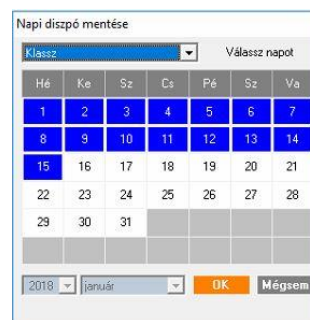 Napi diszpó mentése
Klassz Válassz napot
Hé Ke Sz Cs Pé Sz Va
1 2 3 4 5 6 7
8 9 10 11 12 13 14
15 16 17 18 19 20 21
22 23 24 25 26 27 28
29 30 31
2018 január OK Mégsem